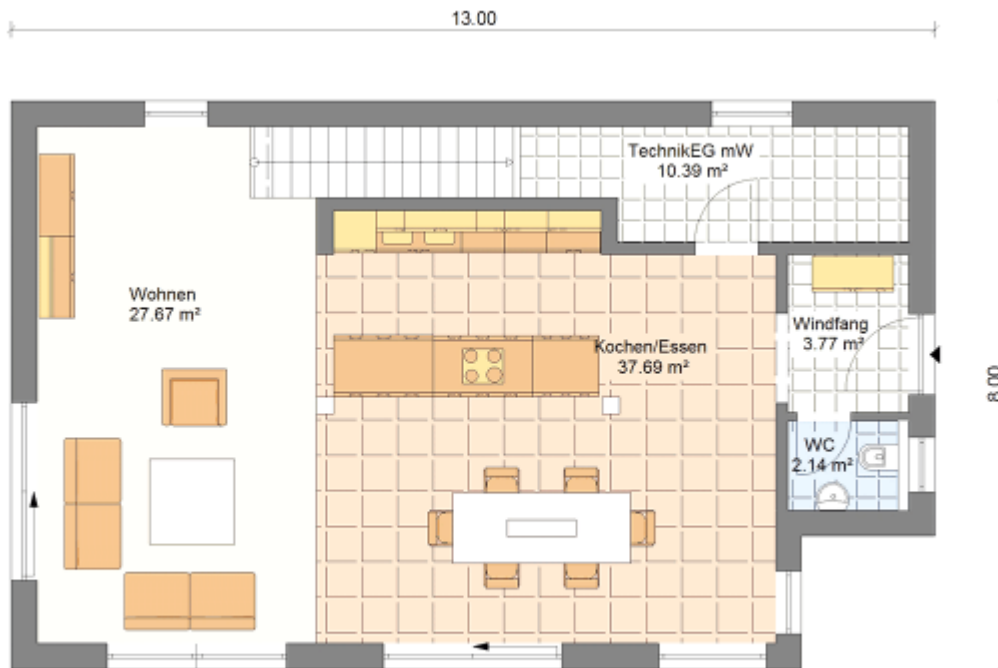 13.00
TechnikEG mW
10.39 m²
Wohnen
27.67 m²
Windfang
3.77 m²
Kochen/Essen
37.69 m²
8.00
WC
2.14 m²